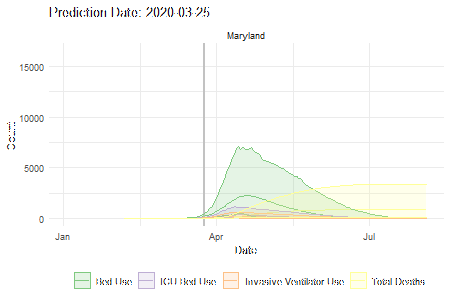 Prediction Date: 2020-03-25
Maryland
15000
10000
5000
0
Count
Jan Apr Jul
Date
Bed Use ICU Bed Use Invasive Ventilator Use Total Deaths